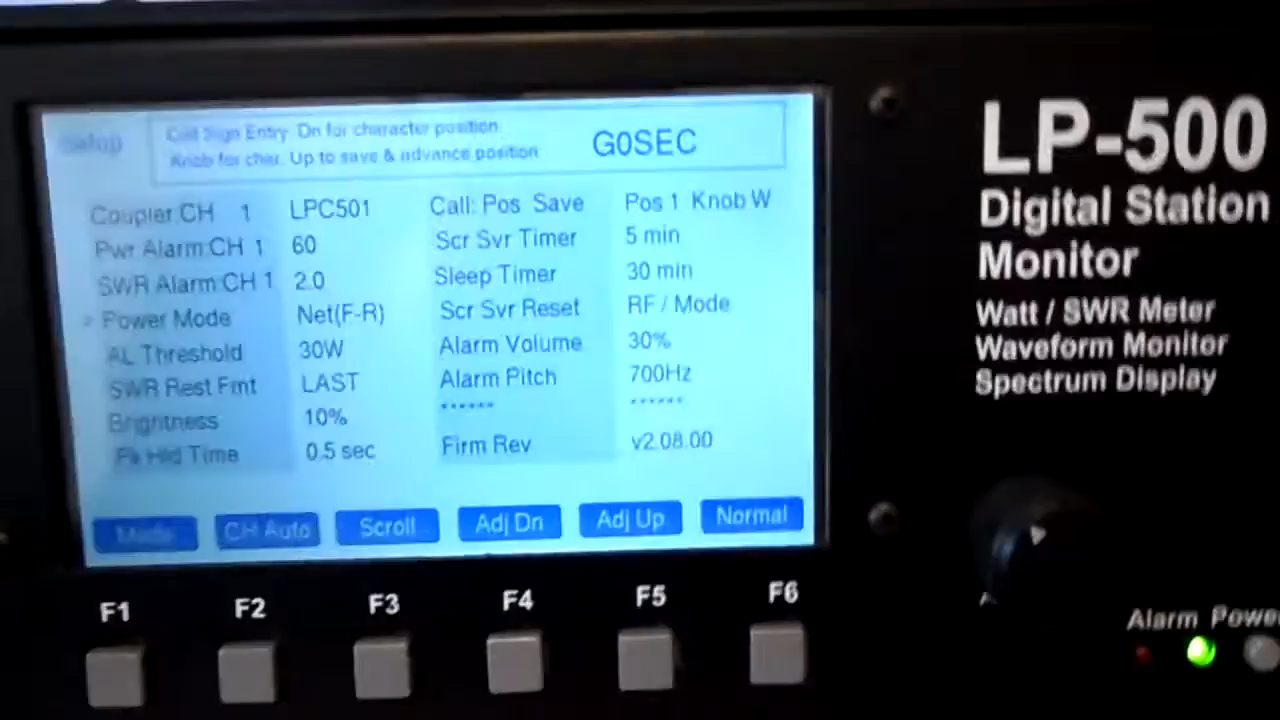 Setup
Call Sign Entry: Dn for character position
Knob for char. Up to save & advance position
G0SEC
Coupler:CH 1 LPC501 Call: Pos Save Pos 1 Knob W
Pwr Alarm:CH 1 60 Scr Svr Timer 5 min
SWR Alarm:CH 1 2.0 Sleep Timer 30 min
> Power Mode Net(F-R) Scr Svr Reset RF / Mode
AL Threshold 30W Alarm Volume 30%
SWR Rest Fmt LAST Alarm Pitch 700Hz
Brightness 10% ****** ******
Pk Hld Time 0.5 sec Firm Rev v2.08.00
Mode CH Auto Scroll Adj Dn Adj Up Normal
F1 F2 F3 F4 F5 F6
LP-500
Digital Station
Monitor
Watt / SWR Meter
Waveform Monitor
Spectrum Display
Alarm Power